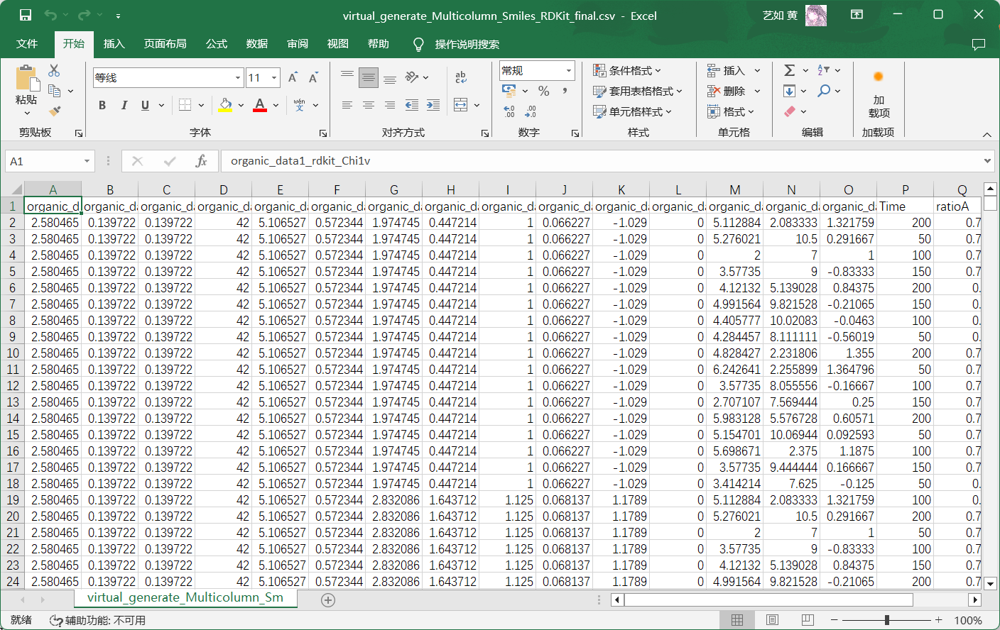 virtual_generate_Multicolumn_Smiles_RDKit_final.csv - Excel
艺如 黄
文件 开始 插入 页面布局 公式 数据 审阅 视图 帮助 操作说明搜索
粘贴
剪贴板
等线 11
B I U A wén 文
字体
ab c
对齐方式
常规
% , .00 .0
数字
条件格式
套用表格格式
单元格样式
样式
插入
删除
格式
单元格
编辑
加
载项
加载项
A1 fx organic_data1_rdkit_Chi1v
A B C D E F G H I J K L M N O P Q
1 organic_d organic_da organic_da organic_da organic_da organic_da organic_da organic_da organic_da organic_da organic_da organic_da organic_da organic_da organic_da Time ratioA
2 2.580465 0.139722 0.139722 42 5.106527 0.572344 1.974745 0.447214 1 0.066227 -1.029 0 5.112884 2.083333 1.321759 200 0.7
3 2.580465 0.139722 0.139722 42 5.106527 0.572344 1.974745 0.447214 1 0.066227 -1.029 0 5.276021 10.5 0.291667 50 0.7
4 2.580465 0.139722 0.139722 42 5.106527 0.572344 1.974745 0.447214 1 0.066227 -1.029 0 2 7 1 100 0.7
5 2.580465 0.139722 0.139722 42 5.106527 0.572344 1.974745 0.447214 1 0.066227 -1.029 0 3.57735 9 -0.83333 150 0.7
6 2.580465 0.139722 0.139722 42 5.106527 0.572344 1.974745 0.447214 1 0.066227 -1.029 0 4.12132 5.139028 0.84375 200 0.
7 2.580465 0.139722 0.139722 42 5.106527 0.572344 1.974745 0.447214 1 0.066227 -1.029 0 4.991564 9.821528 -0.21065 150 0.
8 2.580465 0.139722 0.139722 42 5.106527 0.572344 1.974745 0.447214 1 0.066227 -1.029 0 4.405777 10.02083 -0.0463 100 0.
9 2.580465 0.139722 0.139722 42 5.106527 0.572344 1.974745 0.447214 1 0.066227 -1.029 0 4.284457 8.111111 -0.56019 50 0.
10 2.580465 0.139722 0.139722 42 5.106527 0.572344 1.974745 0.447214 1 0.066227 -1.029 0 4.828427 2.231806 1.355 200 0.7
11 2.580465 0.139722 0.139722 42 5.106527 0.572344 1.974745 0.447214 1 0.066227 -1.029 0 6.242641 2.255899 1.364796 50 0.7
12 2.580465 0.139722 0.139722 42 5.106527 0.572344 1.974745 0.447214 1 0.066227 -1.029 0 3.57735 8.055556 -0.16667 100 0.7
13 2.580465 0.139722 0.139722 42 5.106527 0.572344 1.974745 0.447214 1 0.066227 -1.029 0 2.707107 7.569444 0.25 150 0.7
14 2.580465 0.139722 0.139722 42 5.106527 0.572344 1.974745 0.447214 1 0.066227 -1.029 0 5.983128 5.576728 0.60571 200 0.7
15 2.580465 0.139722 0.139722 42 5.106527 0.572344 1.974745 0.447214 1 0.066227 -1.029 0 5.154701 10.06944 0.092593 50 0.7
16 2.580465 0.139722 0.139722 42 5.106527 0.572344 1.974745 0.447214 1 0.066227 -1.029 0 5.698671 2.375 1.1875 100 0.7
17 2.580465 0.139722 0.139722 42 5.106527 0.572344 1.974745 0.447214 1 0.066227 -1.029 0 3.57735 9.444444 0.166667 150 0.7
18 2.580465 0.139722 0.139722 42 5.106527 0.572344 1.974745 0.447214 1 0.066227 -1.029 0 3.414214 7.625 -0.125 50 0.
19 2.580465 0.139722 0.139722 42 5.106527 0.572344 2.832086 1.643712 1.125 0.068137 1.1789 0 5.112884 2.083333 1.321759 100 0.
20 2.580465 0.139722 0.139722 42 5.106527 0.572344 2.832086 1.643712 1.125 0.068137 1.1789 0 5.276021 10.5 0.291667 200 0.7
21 2.580465 0.139722 0.139722 42 5.106527 0.572344 2.832086 1.643712 1.125 0.068137 1.1789 0 2 7 1 50 0.7
22 2.580465 0.139722 0.139722 42 5.106527 0.572344 2.832086 1.643712 1.125 0.068137 1.1789 0 3.57735 9 -0.83333 100 0.7
23 2.580465 0.139722 0.139722 42 5.106527 0.572344 2.832086 1.643712 1.125 0.068137 1.1789 0 4.12132 5.139028 0.84375 150 0.7
24 2.580465 0.139722 0.139722 42 5.106527 0.572344 2.832086 1.643712 1.125 0.068137 1.1789 0 4.991564 9.821528 -0.21065 200 0.7
virtual_generate_Multicolumn_Sm
就绪 辅助功能: 不可用 100%